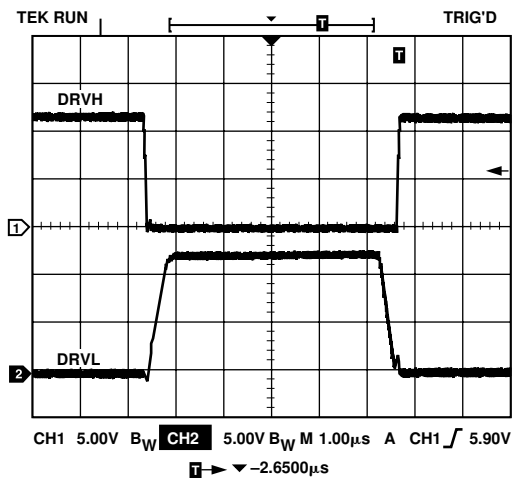 TEK RUN T TRIG'D
T
DRVH
1
DRVL
2
CH1 5.00V BW CH2 5.00V BW M 1.00µs A CH1 5.90V
T −2.6500µs